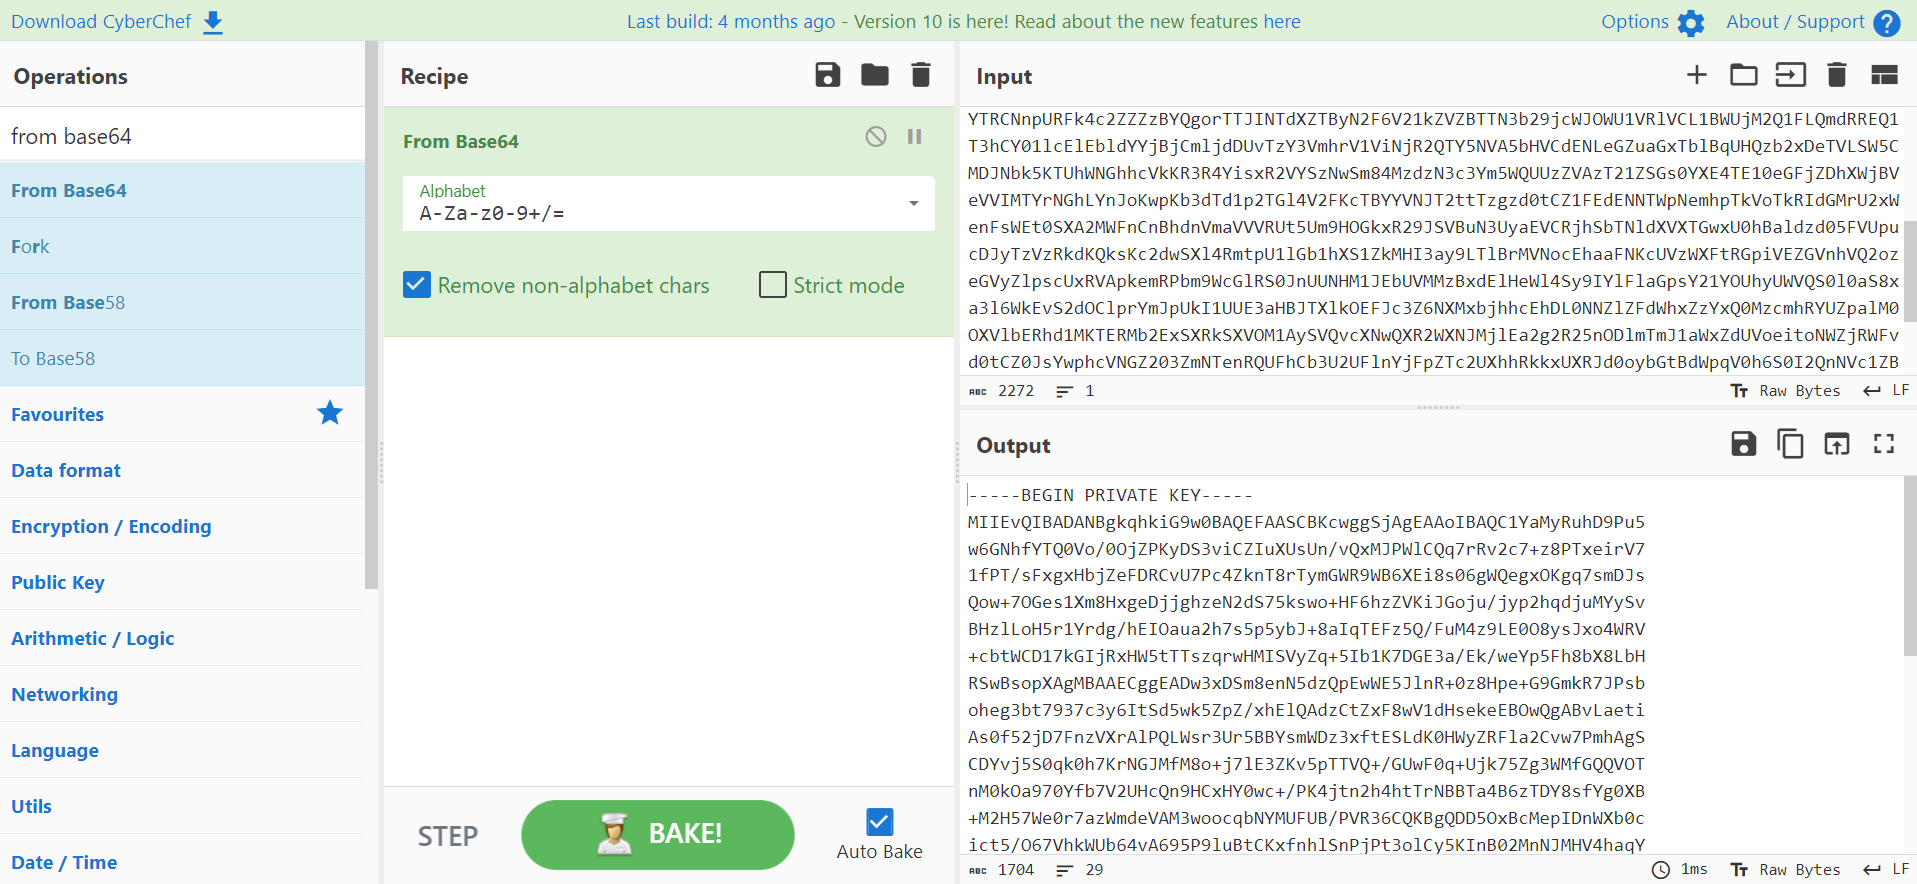 Download CyberChef
Last build: 4 months ago - Version 10 is here! Read about the new features here
Options
About / Support
Operations
from base64
From Base64
Fork
From Base58
To Base58
Favourites
Data format
Encryption / Encoding
Public Key
Arithmetic / Logic
Networking
Language
Utils
Date / Time
Recipe
From Base64
Alphabet
A-Za-z0-9+/=
Remove non-alphabet chars
Strict mode
STEP
BAKE!
Auto Bake
Input
YTRCNnpURFk4c2ZZZzBYQgorTTJINTdXZTByN2F6V21kZVZBTTN3b29jcWJOWU1VRlVCL1BWUjM2Q1FLQmdRREQ1
T3hCY01lcElEbldYYjBjCmljdDUvTzY3VmhrV1ViNjR2QTY5NVA5bHVCdENLeGZuaGxTblBqUHQzb2xDeTVLSW5C
MDJNbk5KTUhWNGhhcVkKR3R4YisxR2VYSzNwSm84MzdzN3c3Ym5WQUUzZVAzT21ZSGs0YXE4TE10eGFjZDhXWjBV
eVVIMTYrNGhLYnJoKwpKb3dTd1p2TGl4V2FKcTBYYVNJT2ttTzgzd0tCZ1FEdENNTWpNemhpTkVoTkRIdGMrU2xW
enFsWEt0SXA2MWFnCnBhdnVmaVVVRUt5Um9HOGkxR29JSVBuN3UyaEVCRjhSbTNldXVXTGwxU0hBaldzd05FVUpu
cDJyTzVzRkdKQksKc2dwSXl4RmtpU1lGb1hXS1ZkMHI3ay9LTlBrMVNocEhaaFNKcUVzWXFtRGpiVEZGVnhVQ2oz
eGVyZlpscUxRVApkemRPbm9WcGlRS0JnUUNHM1JEbUVMMzBxdElHeWl4Sy9IYlFlaGpsY21YOUhyUWVQS0l0aS8x
a3l6WkEvS2dOClprYmJpUkI1UUE3aHBJTXlkOEFJc3Z6NXMxbjhhcEhDL0NNZlZFdWhxZzYxQ0MzcmhRYUZpalM0
OXVlbERhd1MKTERMb2ExSXRkSXVOM1AySVQvcXNwQXR2WXNJMjlEa2g2R25nODlmTmJ1aWxZdUVoeitoNWZjRWFv
d0tCZ0JsYwphcVNGZ203ZmNTenRQUFhCb3U2UFlnYjFpZTc2UXhhRkkxUXRJd0oybGtBdWpqV0h6S0I2QnNVc1ZB
2272
1
Raw Bytes
LF
Output
-----BEGIN PRIVATE KEY-----
MIIEvQIBADANBgkqhkiG9w0BAQEFAASCBKcwggSjAgEAAoIBAQC1YaMyRuhD9Pu5
w6GNhfYTQ0Vo/0OjZPKyDS3viCZIuXUsUn/vQxMJPWlCQq7rRv2c7+z8PTxeirV7
1fPT/sFxgxHbjZeFDRCvU7Pc4ZknT8rTymGWR9WB6XEi8s06gWQegxOKgq7smDJs
Qow+7OGes1Xm8HxgeDjjghzeN2dS75kswo+HF6hzZVKiJGoju/jyp2hqdjuMYySv
BHzlLoH5r1Yrdg/hEIOaua2h7s5p5ybJ+8aIqTEFz5Q/FuM4z9LE0O8ysJxo4WRV
+cbtWCD17kGIjRxHW5tTTszqrwHMISVyZq+5Ib1K7DGE3a/Ek/weYp5Fh8bX8LbH
RSwBsopXAgMBAAECggEADw3xDSm8enN5dzQpEwWE5JlnR+0z8Hpe+G9GmkR7JPsb
oheg3bt7937c3y6ItSd5wk5ZpZ/xhElQAdzCtZxF8wV1dHsekeEBOwQgABvLaeti
As0f52jD7FnzVXrAlPQLWsr3Ur5BBYsmWDz3xftESLdK0HWyZRFla2Cvw7PmhAgS
CDYvj5S0qk0h7KrNGJMfM8o+j7lE3ZKv5pTTVQ+/GUwF0q+Ujk75Zg3WMfGQQVOT
nM0kOa970Yfb7V2UHcQn9HCxHY0wc+/PK4jtn2h4htTrNBBTa4B6zTDY8sfYg0XB
+M2H57We0r7azWmdeVAM3woocqbNYMUFUB/PVR36CQKBgQDD5OxBcMepIDnWXb0c
ict5/O67VhkWUb64vA695P9luBtCKxfnhlSnPjPt3olCy5KInB02MnNJMHV4haqY
1704
29
1ms
Raw Bytes
LF